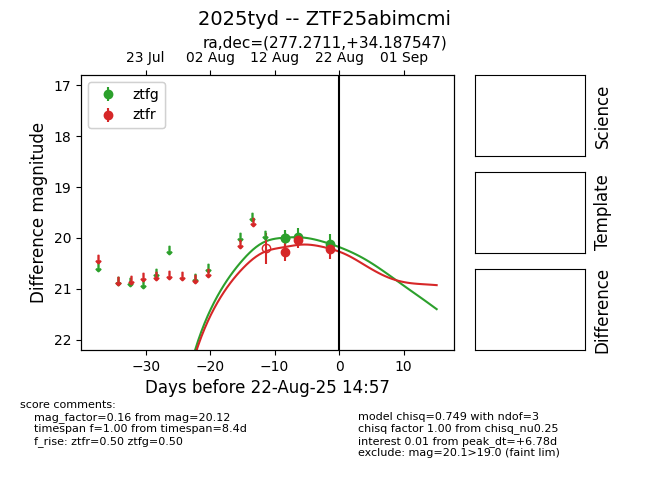 2025tyd -- ZTF25abimcmi
ra,dec=(277.2711,+34.187547)
23 Jul 02 Aug 12 Aug 22 Aug 01 Sep
ztfg
ztfr
17
18
19
20
21
22
Difference magnitude
−30 −20 −10 0 10
Days before 22-Aug-25 14:57
Science
Template
Difference
score comments:
mag_factor=0.16 from mag=20.12
timespan f=1.00 from timespan=8.4d
f_rise: ztfr=0.50 ztfg=0.50
model chisq=0.749 with ndof=3
chisq factor 1.00 from chisq_nu0.25
interest 0.01 from peak_dt=+6.78d
exclude: mag=20.1>19.0 (faint lim)